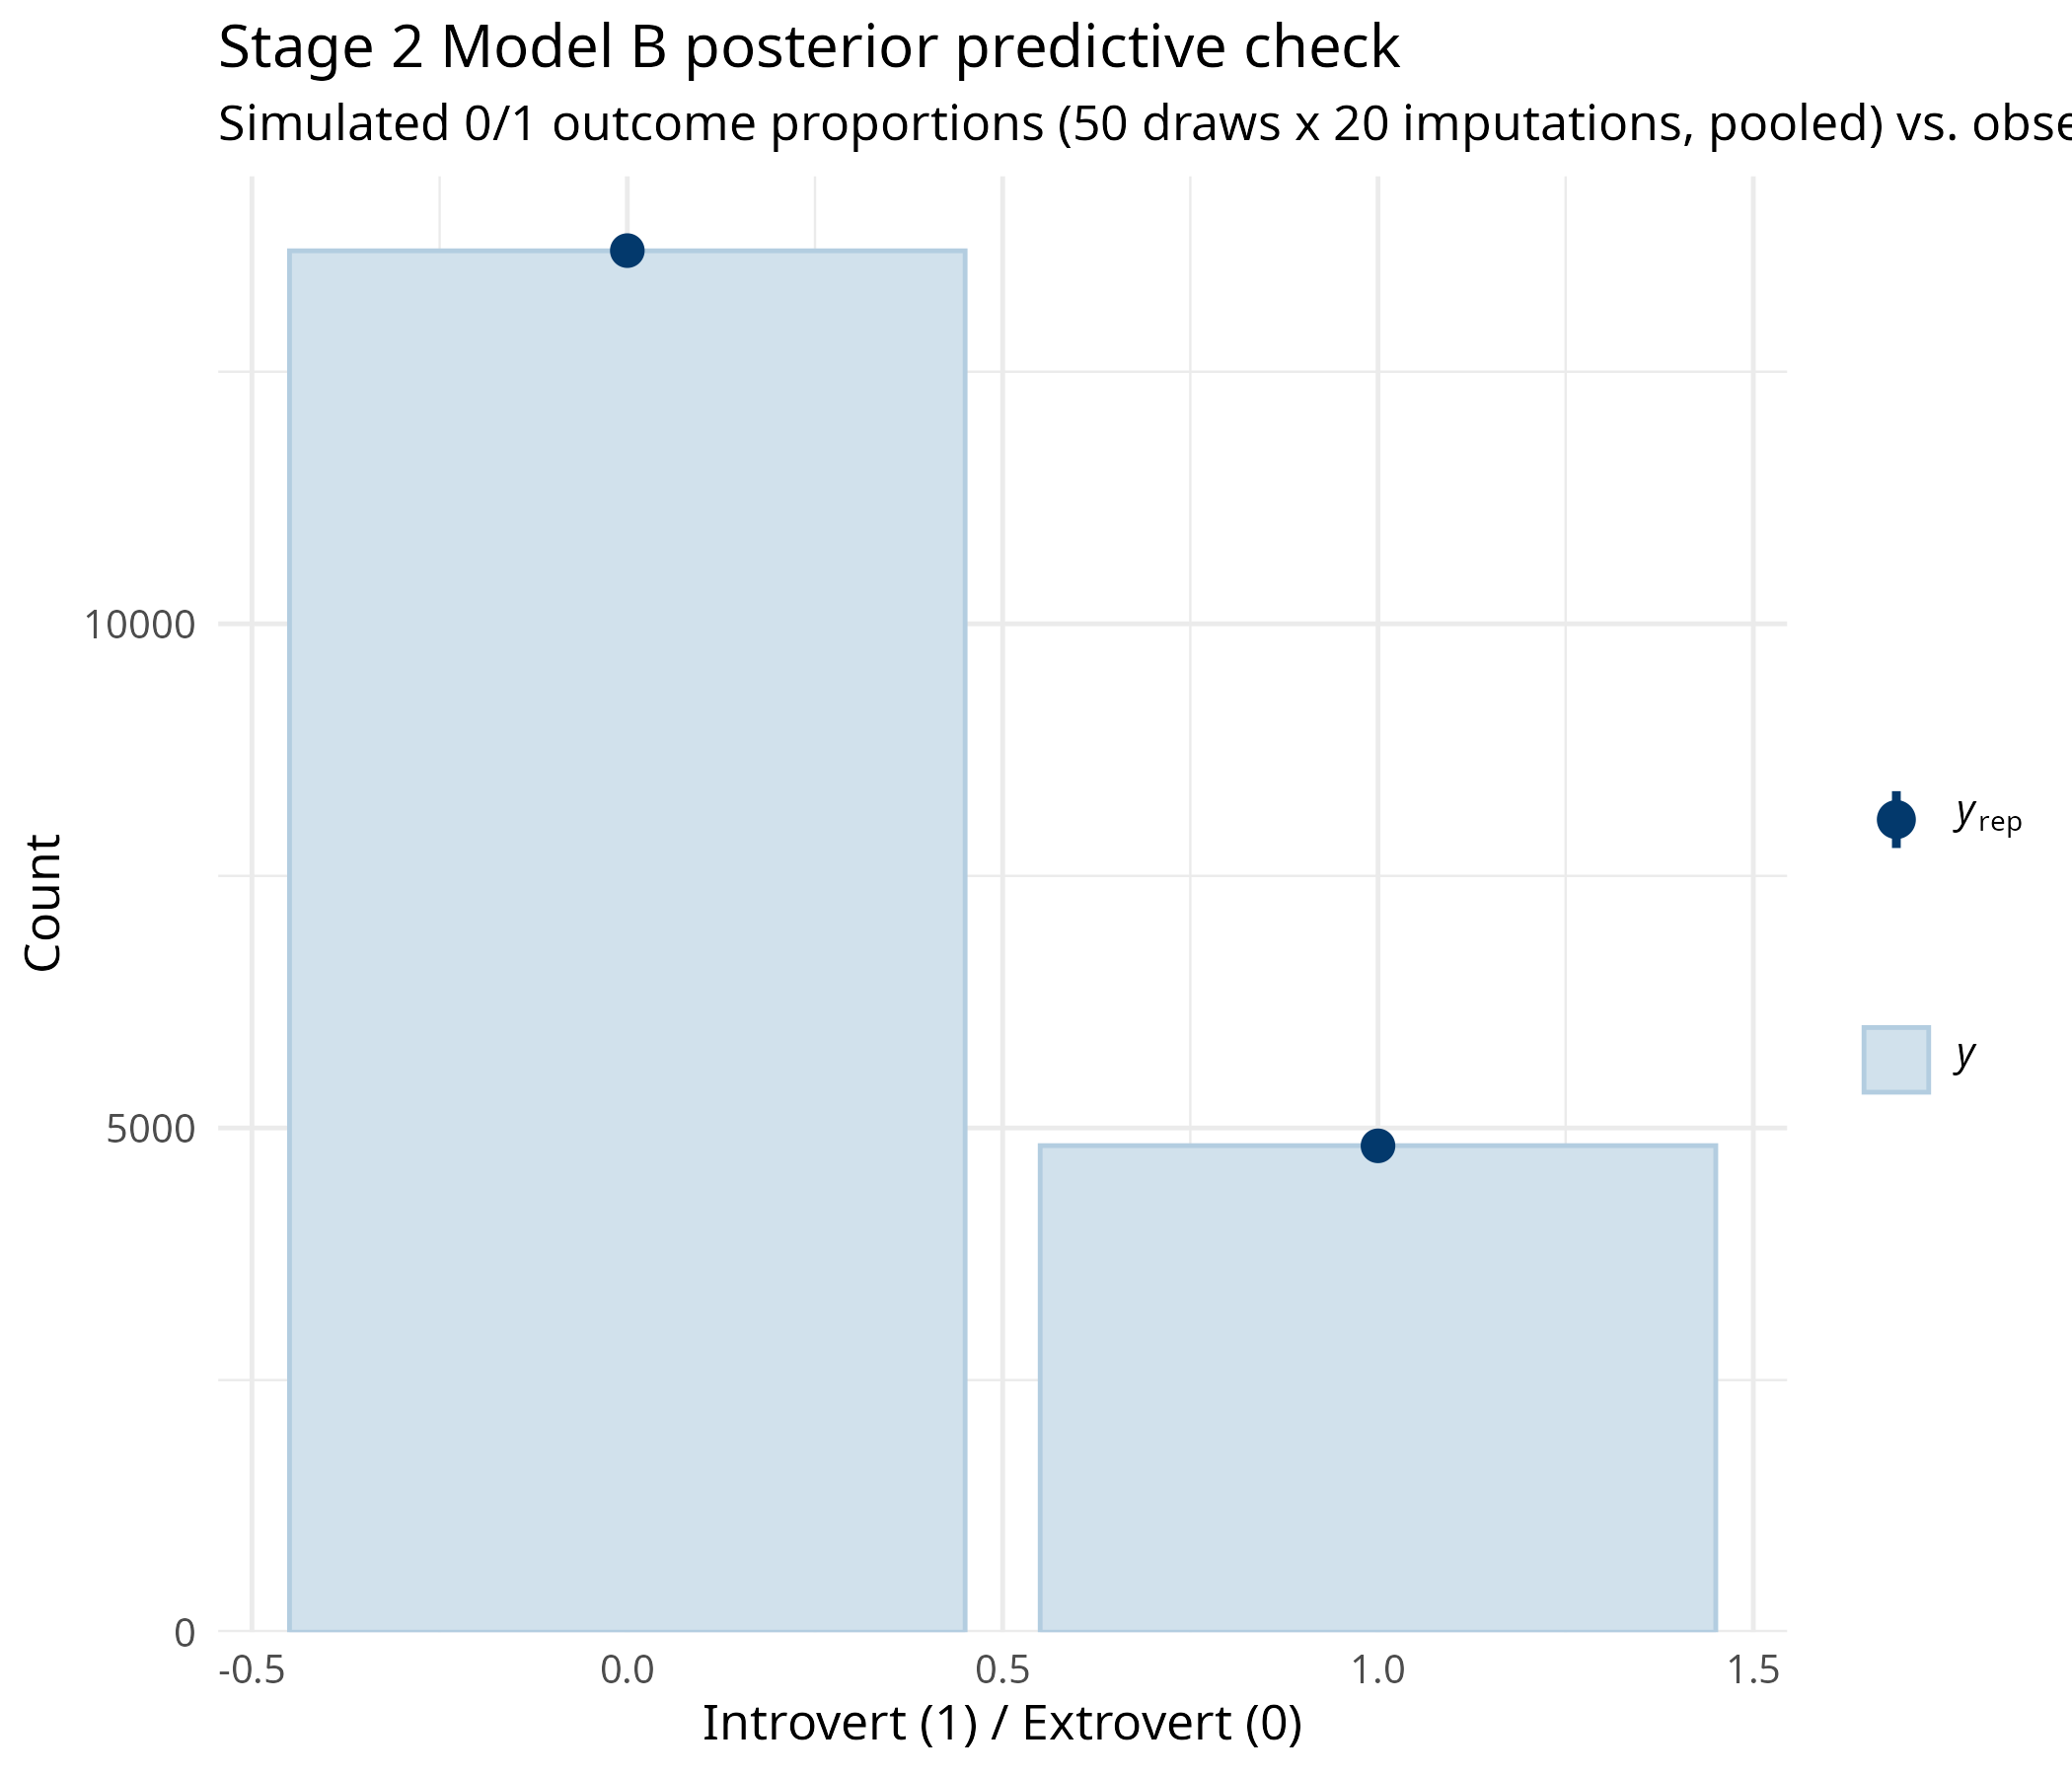 Stage 2 Model B posterior predictive check
Simulated 0/1 outcome proportions (50 draws x 20 imputations, pooled) vs. obse
Count
10000
5000
0
-0.5 0.0 0.5 1.0 1.5
Introvert (1) / Extrovert (0)
y rep
y